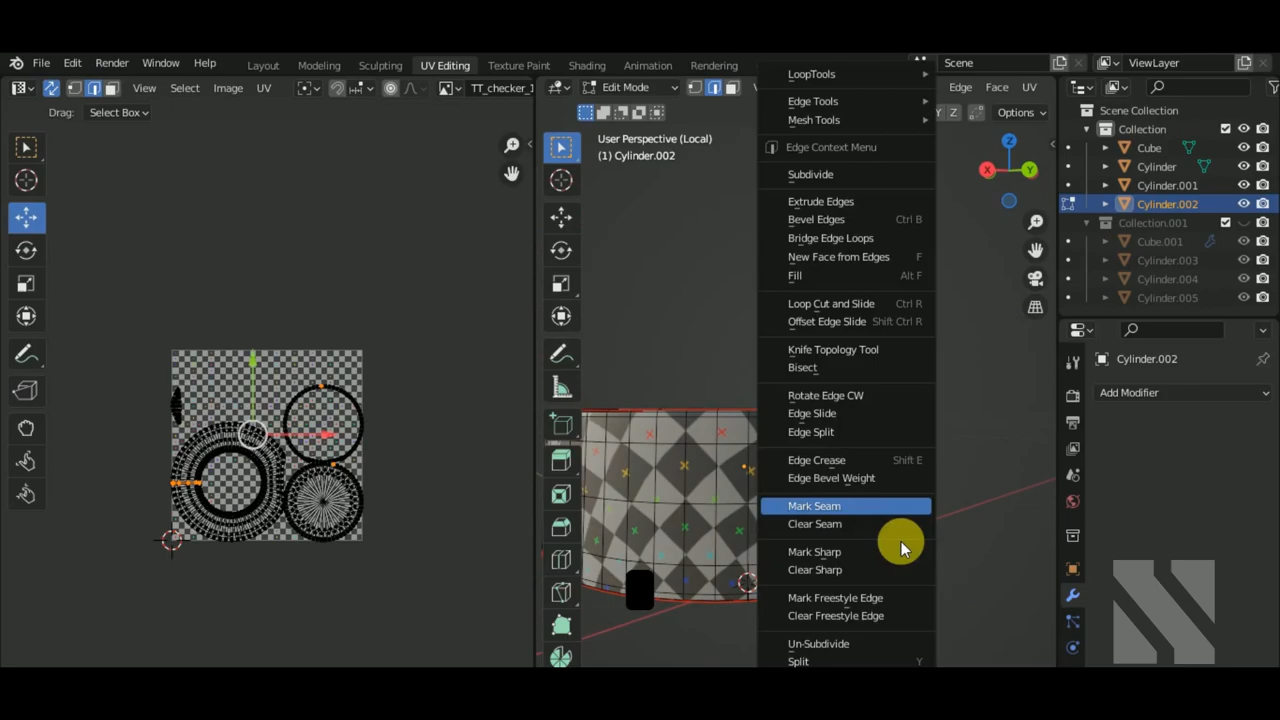 File Edit Render Window Help
Layout Modeling Sculpting UV Editing Texture Paint Shading Animation Rendering
Scene
ViewLayer
View Select Image UV
TT_checker_1
Edit Mode
Edge Face UV
Drag: Select Box
Options
User Perspective (Local)
(1) Cylinder.002
LoopTools
Edge Tools
Mesh Tools
Edge Context Menu
Subdivide
Extrude Edges
Bevel Edges Ctrl B
Bridge Edge Loops
New Face from Edges F
Fill Alt F
Loop Cut and Slide Ctrl R
Offset Edge Slide Shift Ctrl R
Knife Topology Tool
Bisect
Rotate Edge CW
Edge Slide
Edge Split
Edge Crease Shift E
Edge Bevel Weight
Mark Seam
Clear Seam
Mark Sharp
Clear Sharp
Mark Freestyle Edge
Clear Freestyle Edge
Un-Subdivide
Split Y
Z
X
Y
Scene Collection
Collection
Cube
Cylinder
Cylinder.001
Cylinder.002
Collection.001
Cube.001
Cylinder.003
Cylinder.004
Cylinder.005
Cylinder.002
Add Modifier